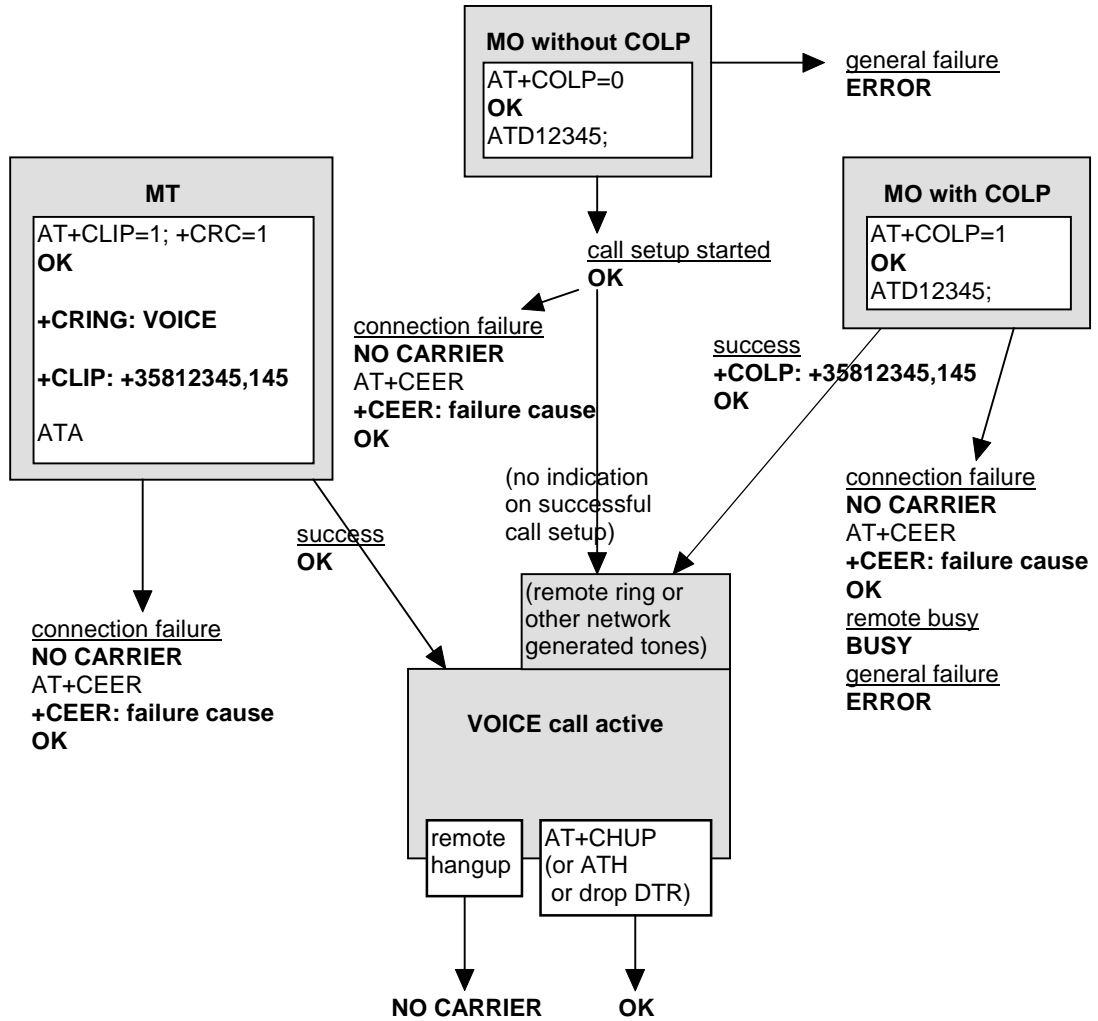 MO without COLP
AT+COLP=0
OK
ATD12345;
general failure
ERROR
MT
AT+CLIP=1; +CRC=1
OK
+CRING: VOICE
+CLIP: +35812345,145
ATA
MO with COLP
AT+COLP=1
OK
ATD12345;
call setup started
OK
connection failure
NO CARRIER
AT+CEER
+CEER: failure cause
OK
success
+COLP: +35812345,145
OK
(no indication
on successful
call setup)
success
OK
connection failure
NO CARRIER
AT+CEER
+CEER: failure cause
OK
remote busy
BUSY
general failure
ERROR
connection failure
NO CARRIER
AT+CEER
+CEER: failure cause
OK
(remote ring or
other network
generated tones)
VOICE call active
remote
hangup
AT+CHUP
(or ATH
or drop DTR)
NO CARRIER
OK